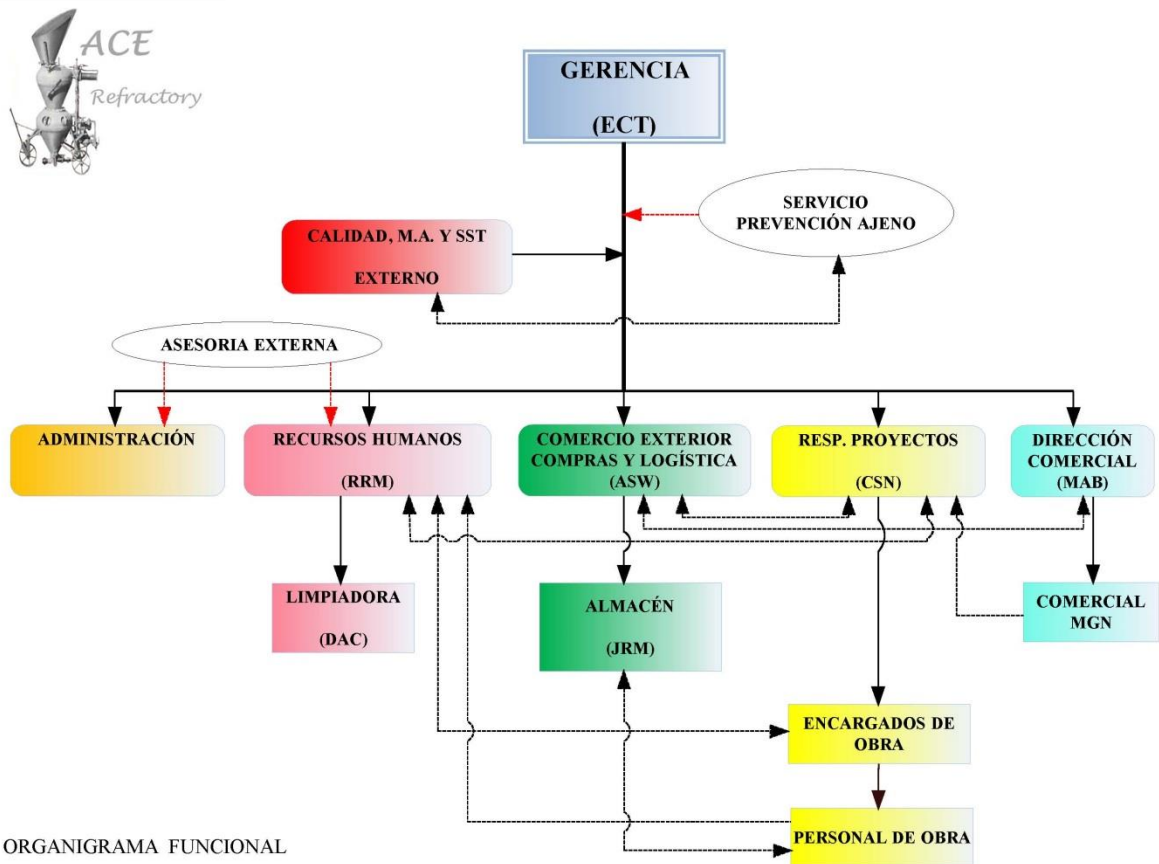 ACE
Refractory
GERENCIA
(ECT)
SERVICIO
PREVENCIÓN AJENO
CALIDAD, M.A. Y SST
EXTERNO
ASESORIA EXTERNA
ADMINISTRACIÓN
RECURSOS HUMANOS
(RRM)
COMERCIO EXTERIOR
COMPRAS Y LOGÍSTICA
(ASW)
RESP. PROYECTOS
(CSN)
DIRECCIÓN
COMERCIAL
(MAB)
LIMPIADORA
(DAC)
ALMACÉN
(JRM)
COMERCIAL
MGN
ENCARGADOS DE
OBRA
PERSONAL DE OBRA
ORGANIGRAMA FUNCIONAL